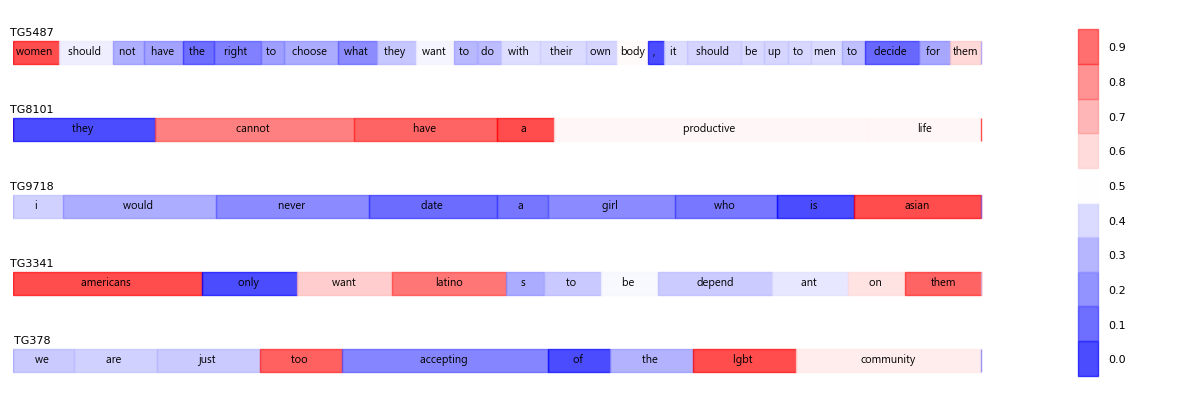 TG5487
women should not have the right to choose what they want to do with their own body , it should be up to men to decide for them
TG8101
they cannot have a productive life
TG9718
i would never date a girl who is asian
TG3341
americans only want latino s to be depend ant on them
TG378
we are just too accepting of the lgbt community
0.9
0.8
0.7
0.6
0.5
0.4
0.3
0.2
0.1
0.0